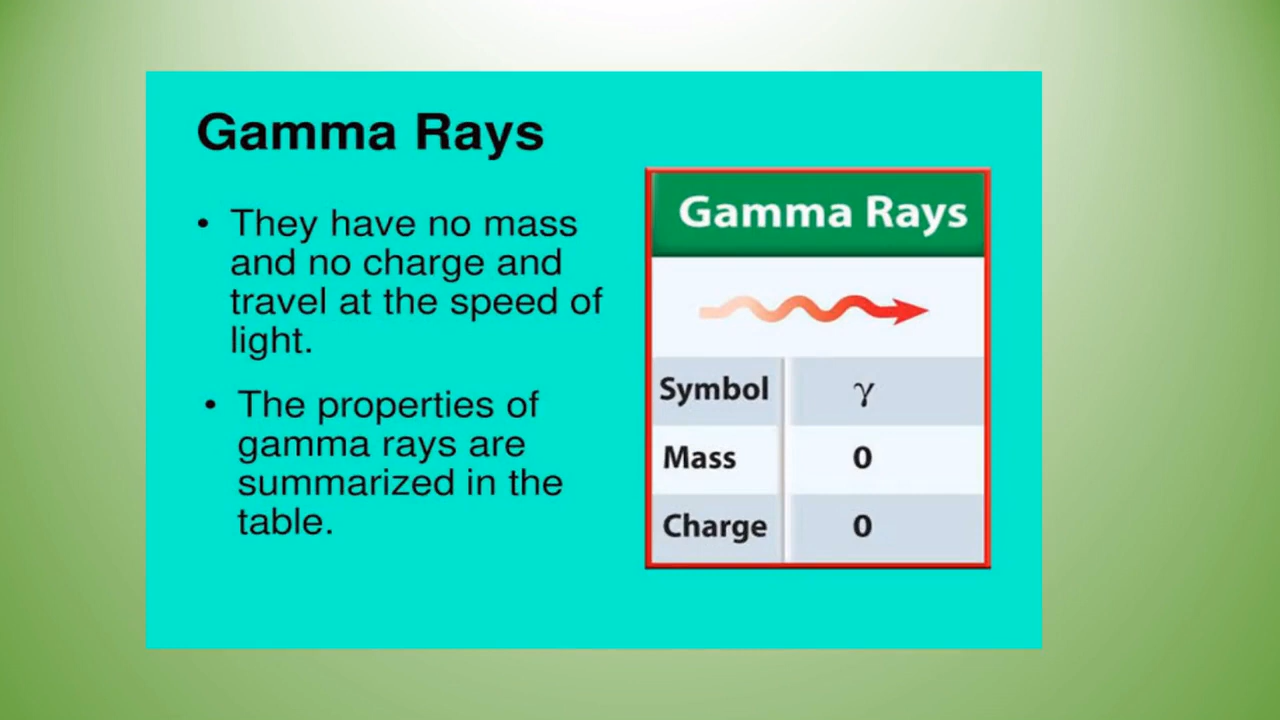 Gamma Rays
• They have no mass
and no charge and
travel at the speed of
light.
• The properties of
gamma rays are
summarized in the
table.
Gamma Rays
Symbol γ
Mass 0
Charge 0